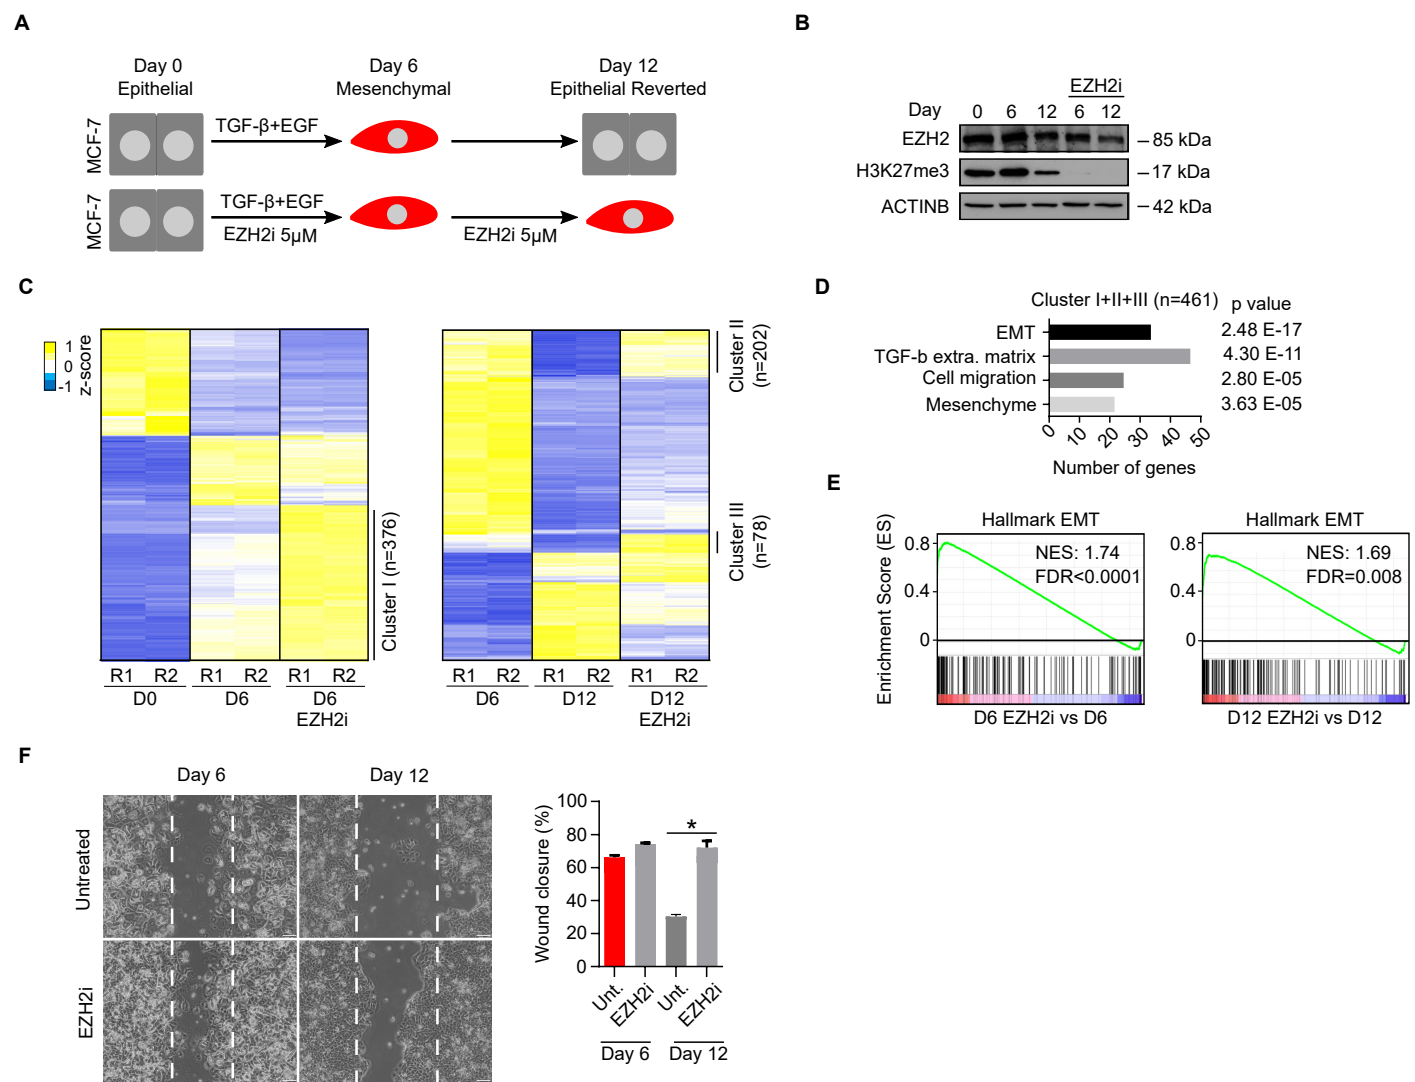 A
Day 0
Epithelial
Day 6
Mesenchymal
Day 12
Epithelial Reverted
MCF-7
TGF-β+EGF
MCF-7
TGF-β+EGF
EZH2i 5µM
EZH2i 5µM
B
EZH2i
Day 0 6 12 6 12
EZH2 – 85 kDa
H3K27me3 – 17 kDa
ACTINB – 42 kDa
C
1
0
-1
z-score
Cluster I (n=376)
R1 R2 R1 R2 R1 R2
D0 D6 D6
EZH2i
Cluster II
(n=202)
Cluster III
(n=78)
R1 R2 R1 R2 R1 R2
D6 D12 D12
EZH2i
D
Cluster I+II+III (n=461) p value
EMT 2.48 E-17
TGF-b extra. matrix 4.30 E-11
Cell migration 2.80 E-05
Mesenchyme 3.63 E-05
0 10 20 30 40 50
Number of genes
E
Enrichment Score (ES)
Hallmark EMT
0.8
0.4
0
NES: 1.74
FDR<0.0001
D6 EZH2i vs D6
Hallmark EMT
0.8
0.4
0
NES: 1.69
FDR=0.008
D12 EZH2i vs D12
F
Day 6 Day 12
Untreated
EZH2i
Wound closure (%)
100
80
60
40
20
0
*
Unt. EZH2i Unt. EZH2i
Day 6 Day 12